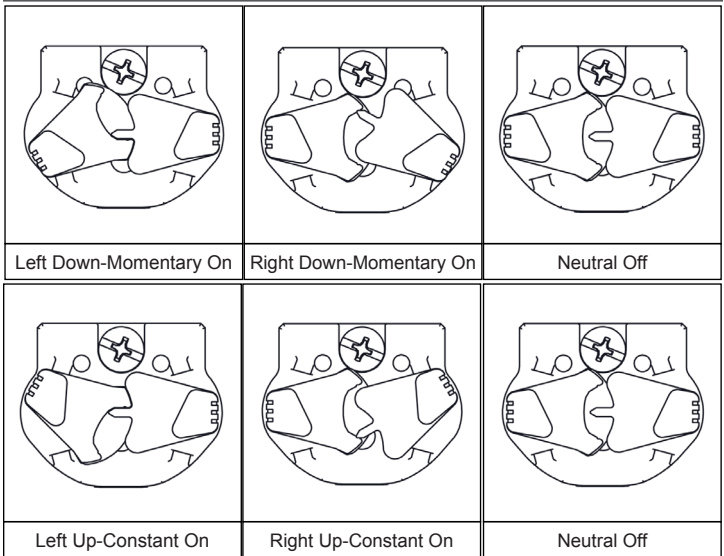 Left Down-Momentary On
Right Down-Momentary On
Neutral Off
Left Up-Constant On
Right Up-Constant On
Neutral Off